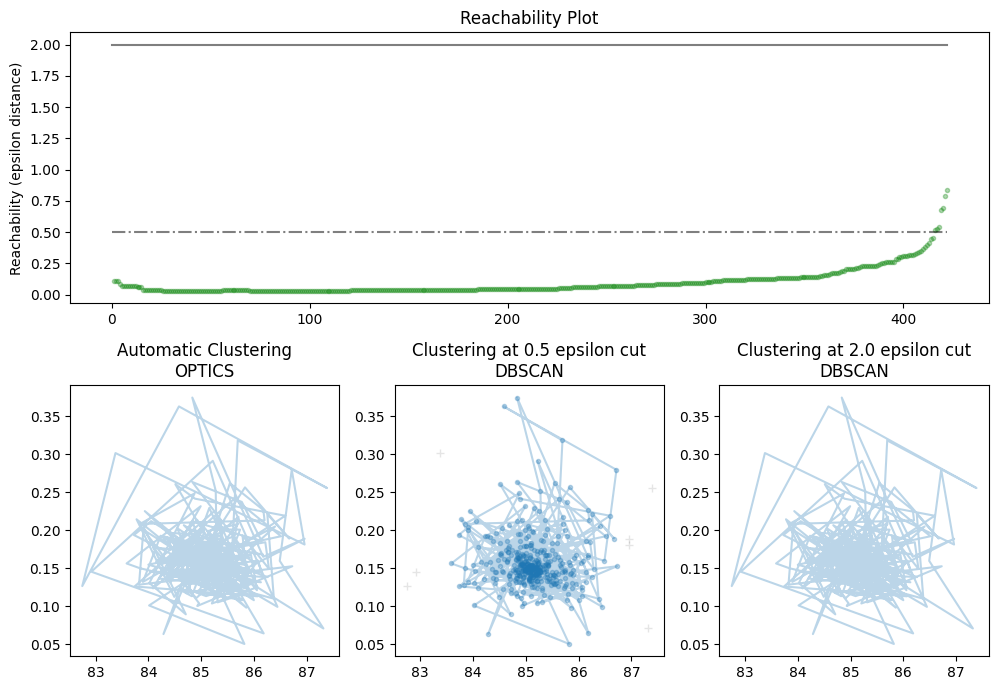 Reachability Plot
Reachability (epsilon distance)
2.00
1.75
1.50
1.25
1.00
0.75
0.50
0.25
0.00
0 100 200 300 400
Automatic Clustering
OPTICS
0.35
0.30
0.25
0.20
0.15
0.10
0.05
83 84 85 86 87
Clustering at 0.5 epsilon cut
DBSCAN
0.35
0.30
0.25
0.20
0.15
0.10
0.05
83 84 85 86 87
Clustering at 2.0 epsilon cut
DBSCAN
0.35
0.30
0.25
0.20
0.15
0.10
0.05
83 84 85 86 87